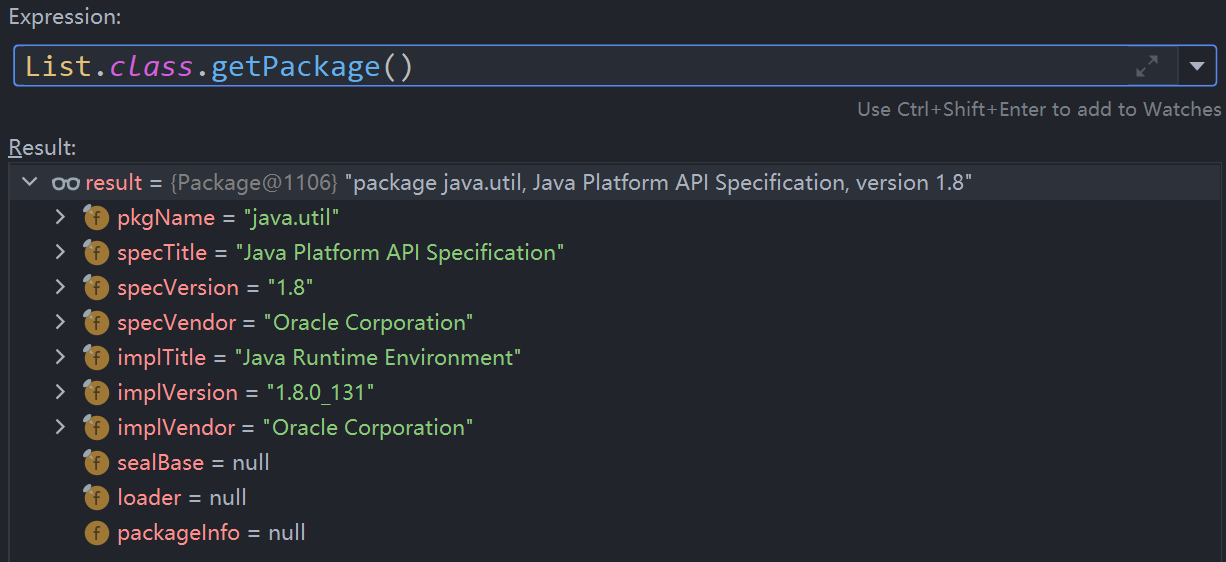 Expression:
List.class.getPackage()
Use Ctrl+Shift+Enter to add to Watches
Result:
result = {Package@1106} "package java.util, Java Platform API Specification, version 1.8"
f pkgName = "java.util"
f specTitle = "Java Platform API Specification"
f specVersion = "1.8"
f specVendor = "Oracle Corporation"
f implTitle = "Java Runtime Environment"
f implVersion = "1.8.0_131"
f implVendor = "Oracle Corporation"
f sealBase = null
f loader = null
f packageInfo = null